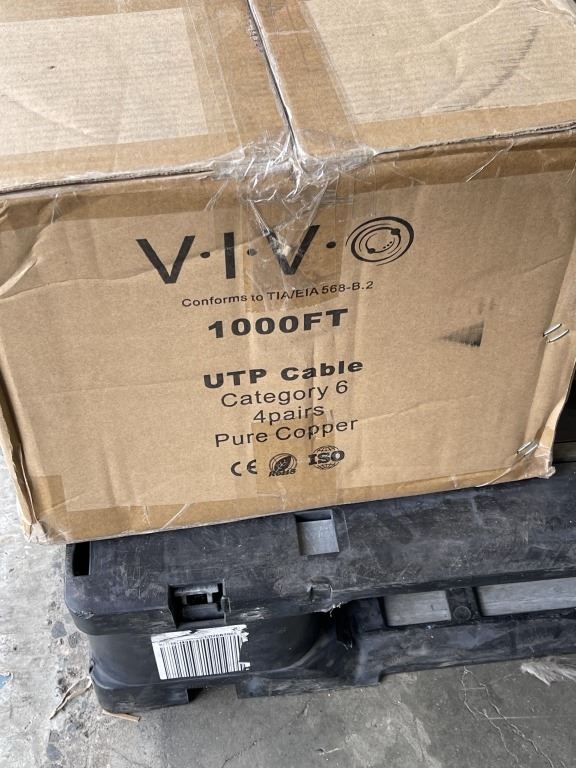 V·I·V·O
Conforms to TIA/EIA 568-B.2
1000FT
UTP Cable
Category 6
4pairs
Pure Copper
CE RoHS ISO